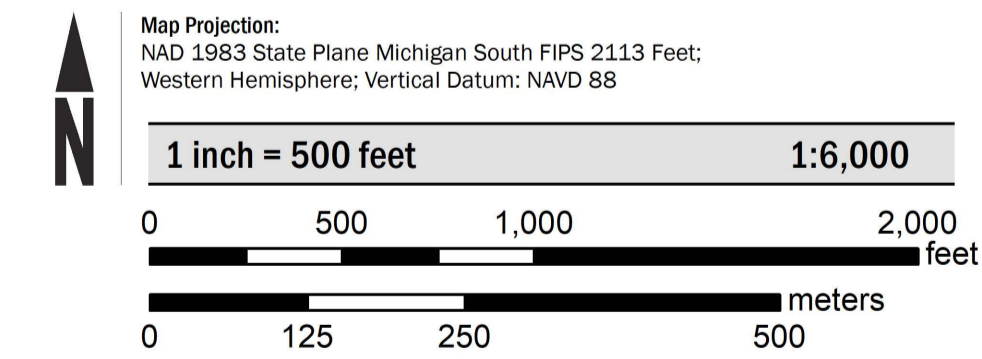 Map Projection:
NAD 1983 State Plane Michigan South FIPS 2113 Feet;
Western Hemisphere; Vertical Datum: NAVD 88
N
1 inch = 500 feet 1:6,000
0 500 1,000 2,000
feet
meters
0 125 250 500